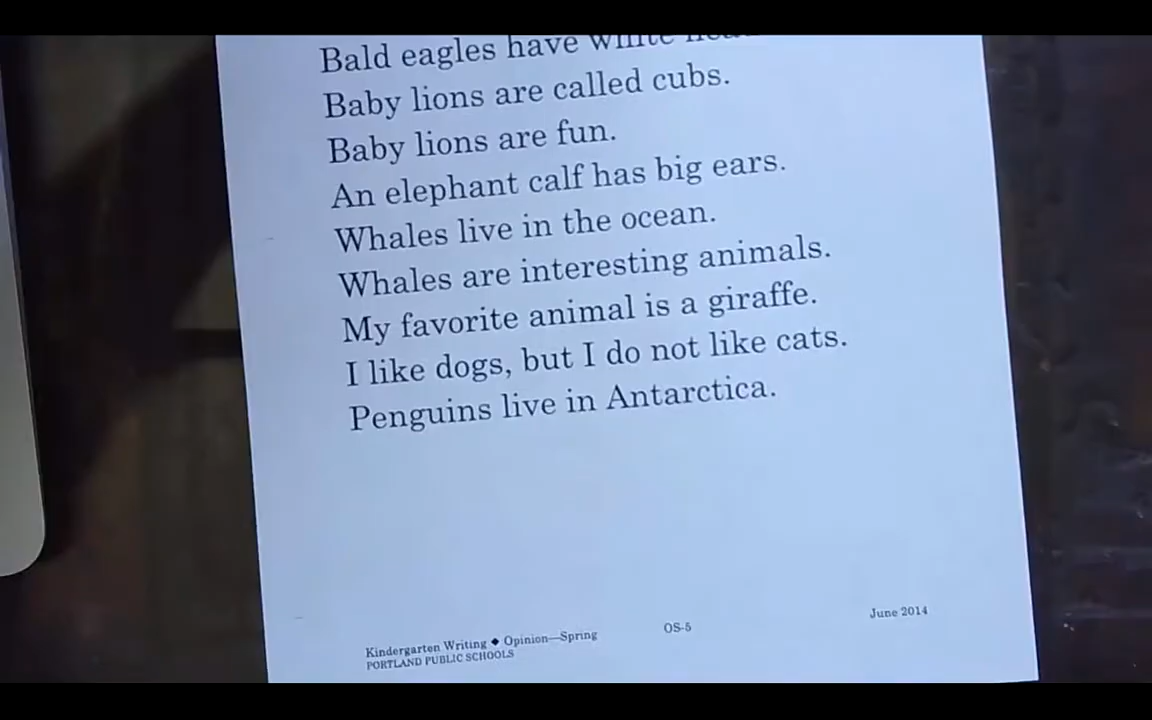 Bald eagles have white
Baby lions are called cubs.
Baby lions are fun.
An elephant calf has big ears.
Whales live in the ocean.
Whales are interesting animals.
My favorite animal is a giraffe.
I like dogs, but I do not like cats.
Penguins live in Antarctica.
Kindergarten Writing ◆ Opinion—Spring
PORTLAND PUBLIC SCHOOLS
OS-5
June 2014